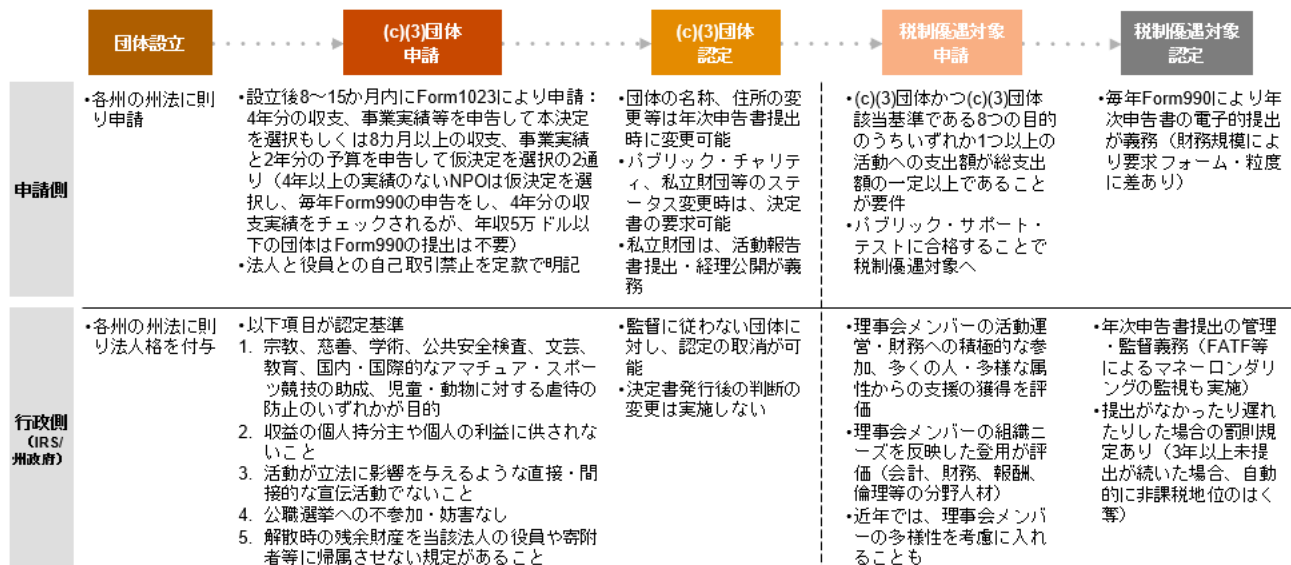 団体設立
(c)(3)団体
申請
(c)(3)団体
認定
税制優遇対象
申請
税制優遇対象
認定
申請側
•各州の州法に則
り申請
•設立後8～15か月内にForm1023により申請：
4年分の収支、事業実績等を申告して本決定
を選択もしくは8カ月以上の収支、事業実績
と2年分の予算を申告して仮決定を選択の2通
り（4年以上の実績のないNPOは仮決定を選
択し、毎年Form990の申告をし、4年分の収
支実績をチェックされるが、年収5万ドル以
下の団体はForm990の提出は不要）
•法人と役員との自己取引禁止を定款で明記
•団体の名称、住所の変
更等は年次申告書提出
時に変更可能
•パブリック・チャリテ
ィ、私立財団等のステ
ータス変更時は、決定
書の要求可能
•私立財団は、活動報告
書提出・経理公開が義
務
•(c)(3)団体かつ(c)(3)団体
該当基準である8つの目的
のうちいずれか1つ以上の
活動への支出額が総支出
額の一定以上であること
が要件
•パブリック・サポート・
テストに合格することで
税制優遇対象へ
•毎年Form990により年
次申告書の電子的提出
が義務（財務規模によ
り要求フォーム・粒度
に差あり）
行政側
（IRS/
州政府）
•各州の州法に則
り法人格を付与
•以下項目が認定基準
1. 宗教、慈善、学術、公共安全検査、文芸、
教育、国内・国際的なアマチュア・スポー
ツ競技の助成、児童・動物に対する虐待の
防止のいずれかが目的
2. 収益の個人持分主や個人の利益に供されな
いこと
3. 活動が立法に影響を与えるような直接・間
接的な宣伝活動でないこと
4. 公職選挙への不参加・妨害なし
5. 解散時の残余財産を当該法人の役員や寄附
者等に帰属させない規定があること
•監督に従わない団体に
対し、認定の取消が可
能
•決定書発行後の判断の
変更は実施しない
•理事会メンバーの活動運
営・財務への積極的な参
加、多くの人・多様な属
性からの支援の獲得を評
価
•理事会メンバーの組織ニ
ーズを反映した登用が評
価（会計、財務、報酬、
倫理等の分野人材）
•近年では、理事会メンバ
ーの多様性を考慮に入れ
ることも
•年次申告書提出の管理
・監督義務（FATF等
によるマネーロンダリ
ングの監視も実施）
•提出がなかったり遅れ
たりした場合の罰則規
定あり（3年以上未提
出が続いた場合、自動
的に非課税地位のはく
奪）